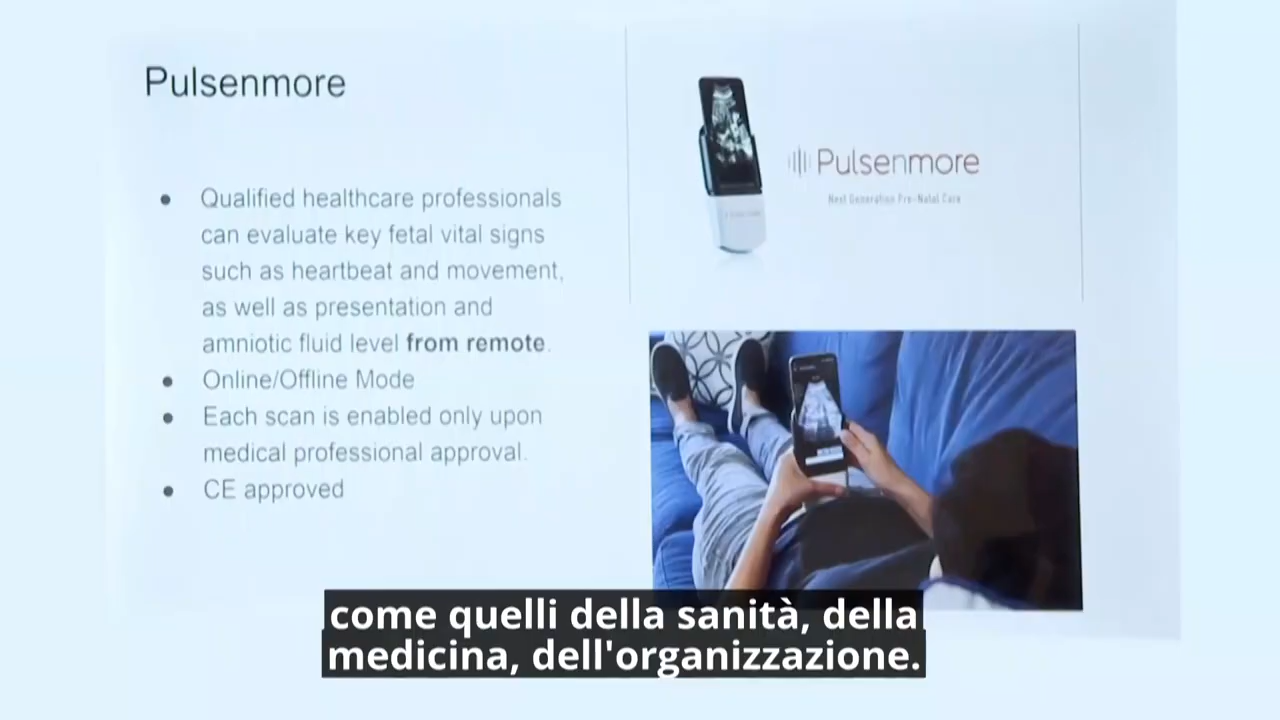 Pulsenmore
• Qualified healthcare professionals
can evaluate key fetal vital signs
such as heartbeat and movement,
as well as presentation and
amniotic fluid level from remote.
• Online/Offline Mode
• Each scan is enabled only upon
medical professional approval.
• CE approved
Pulsenmore
Next Generation Pre-Natal Care
come quelli della sanità, della
medicina, dell'organizzazione.